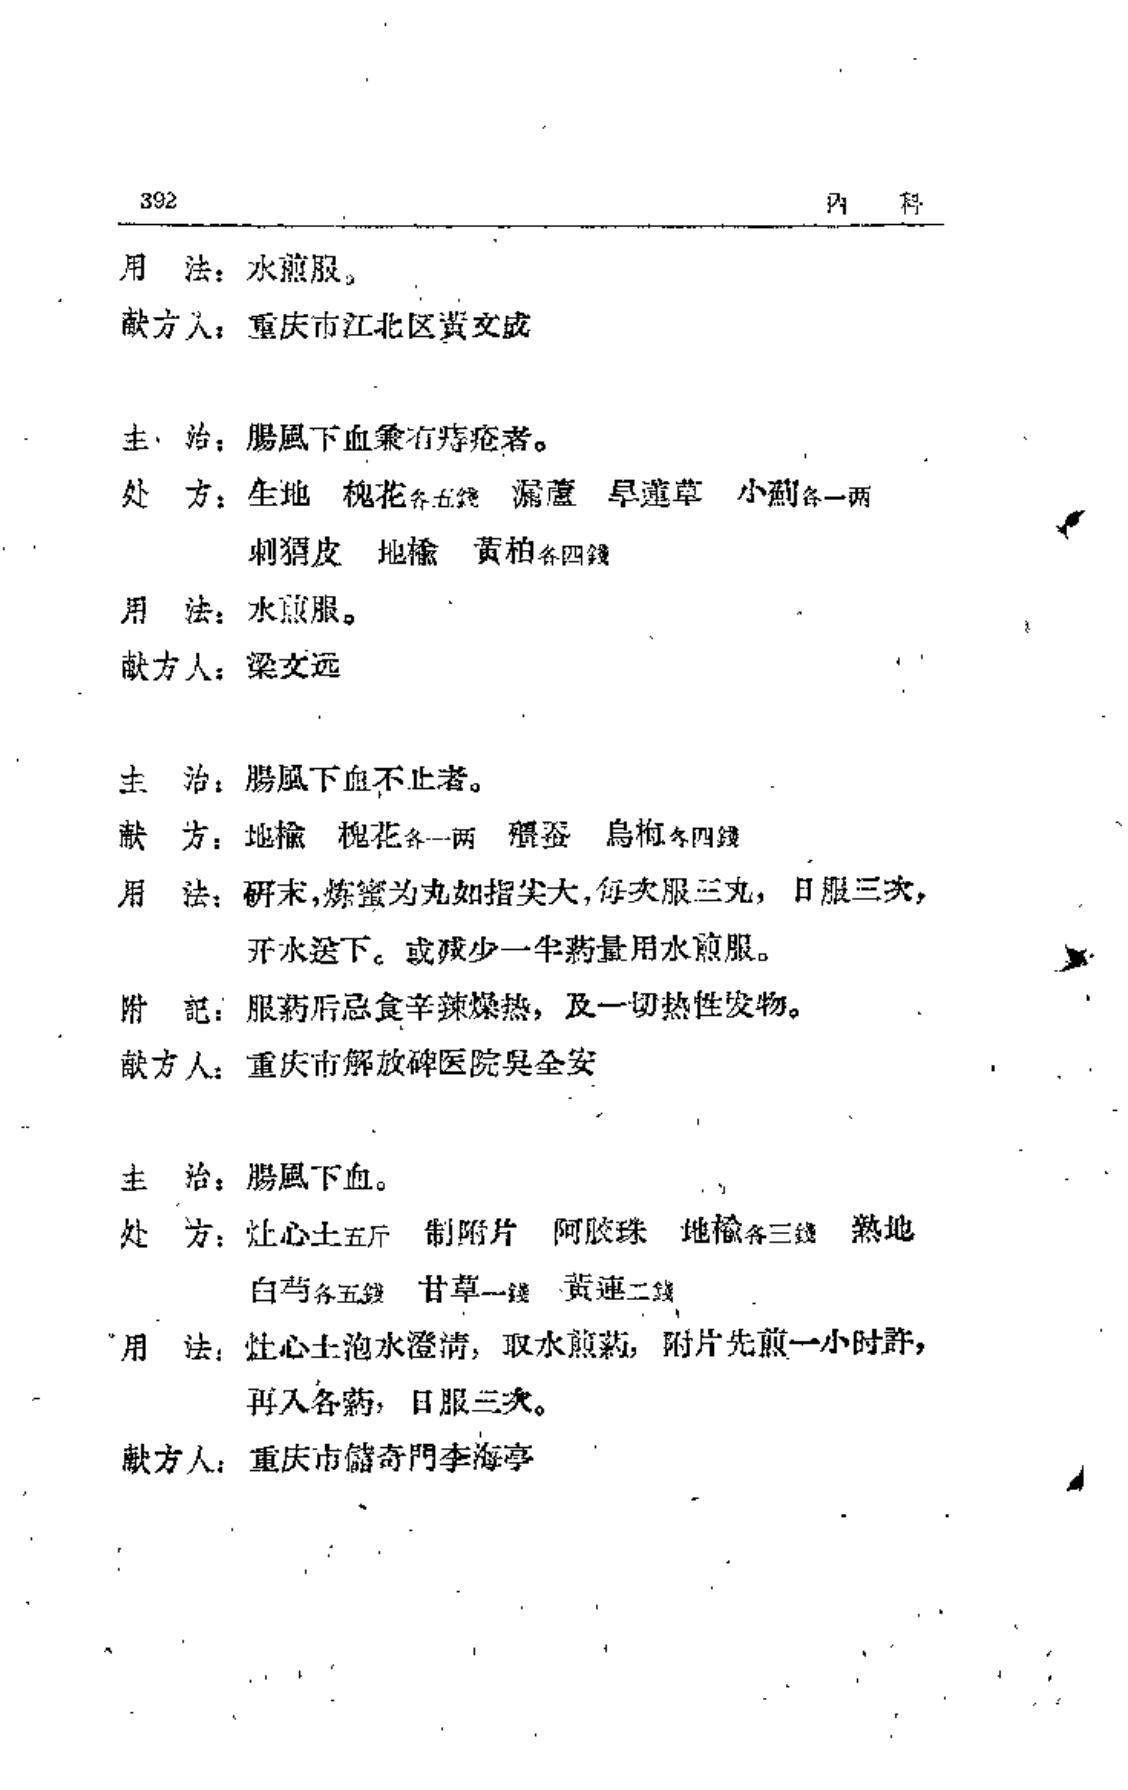 392 內 科
用 法：水煎服。
献方人：重庆市江北区黃文成
主 治：腸風下血兼有痔疮者。
处 方：生地 槐花各五錢 漏蘆 旱蓮草 小薊各一两
刺猬皮 地榆 黃柏各四錢
用 法：水煎服。
献方人：梁文远
主 治：腸風下血不止者。
献 方：地榆 槐花各一两 殭蚕 烏梅各四錢
用 法：研末，炼蜜为丸如指尖大，每次服三丸，日服三次，
开水送下。或减少一半葯量用水煎服。
附 記：服葯后忌食辛辣燥热，及一切热性发物。
献方人：重庆市解放碑医院吳全安
主 治：腸風下血。
处 方：灶心土五斤 制附片 阿胶珠 地榆各三錢 熟地
白芍各五錢 甘草一錢 黃連二錢
用 法：灶心土泡水澄清，取水煎葯，附片先煎一小时許，
再入各葯，日服三次。
献方人：重庆市儲奇門李海亭